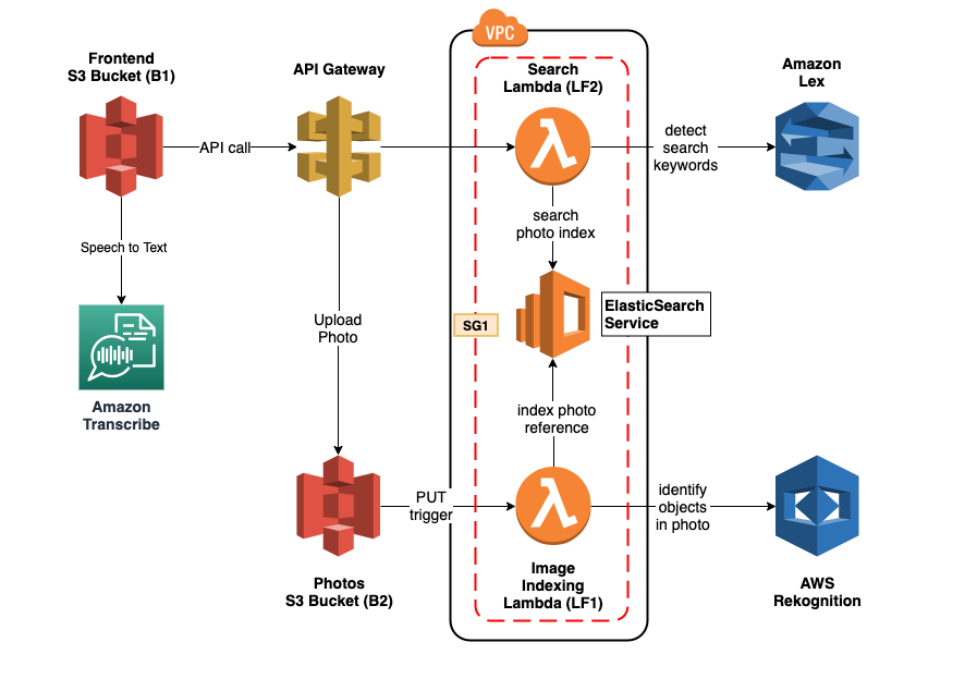 VPC
Frontend
S3 Bucket (B1)
API Gateway
Search
Lambda (LF2)
Amazon
Lex
API call
detect
search
keywords
search
photo index
Speech to Text
ElasticSearch
Service
SG1
Upload
Photo
Amazon
Transcribe
index photo
reference
PUT
trigger
identify
objects
in photo
Photos
S3 Bucket (B2)
Image
Indexing
Lambda (LF1)
AWS
Rekognition